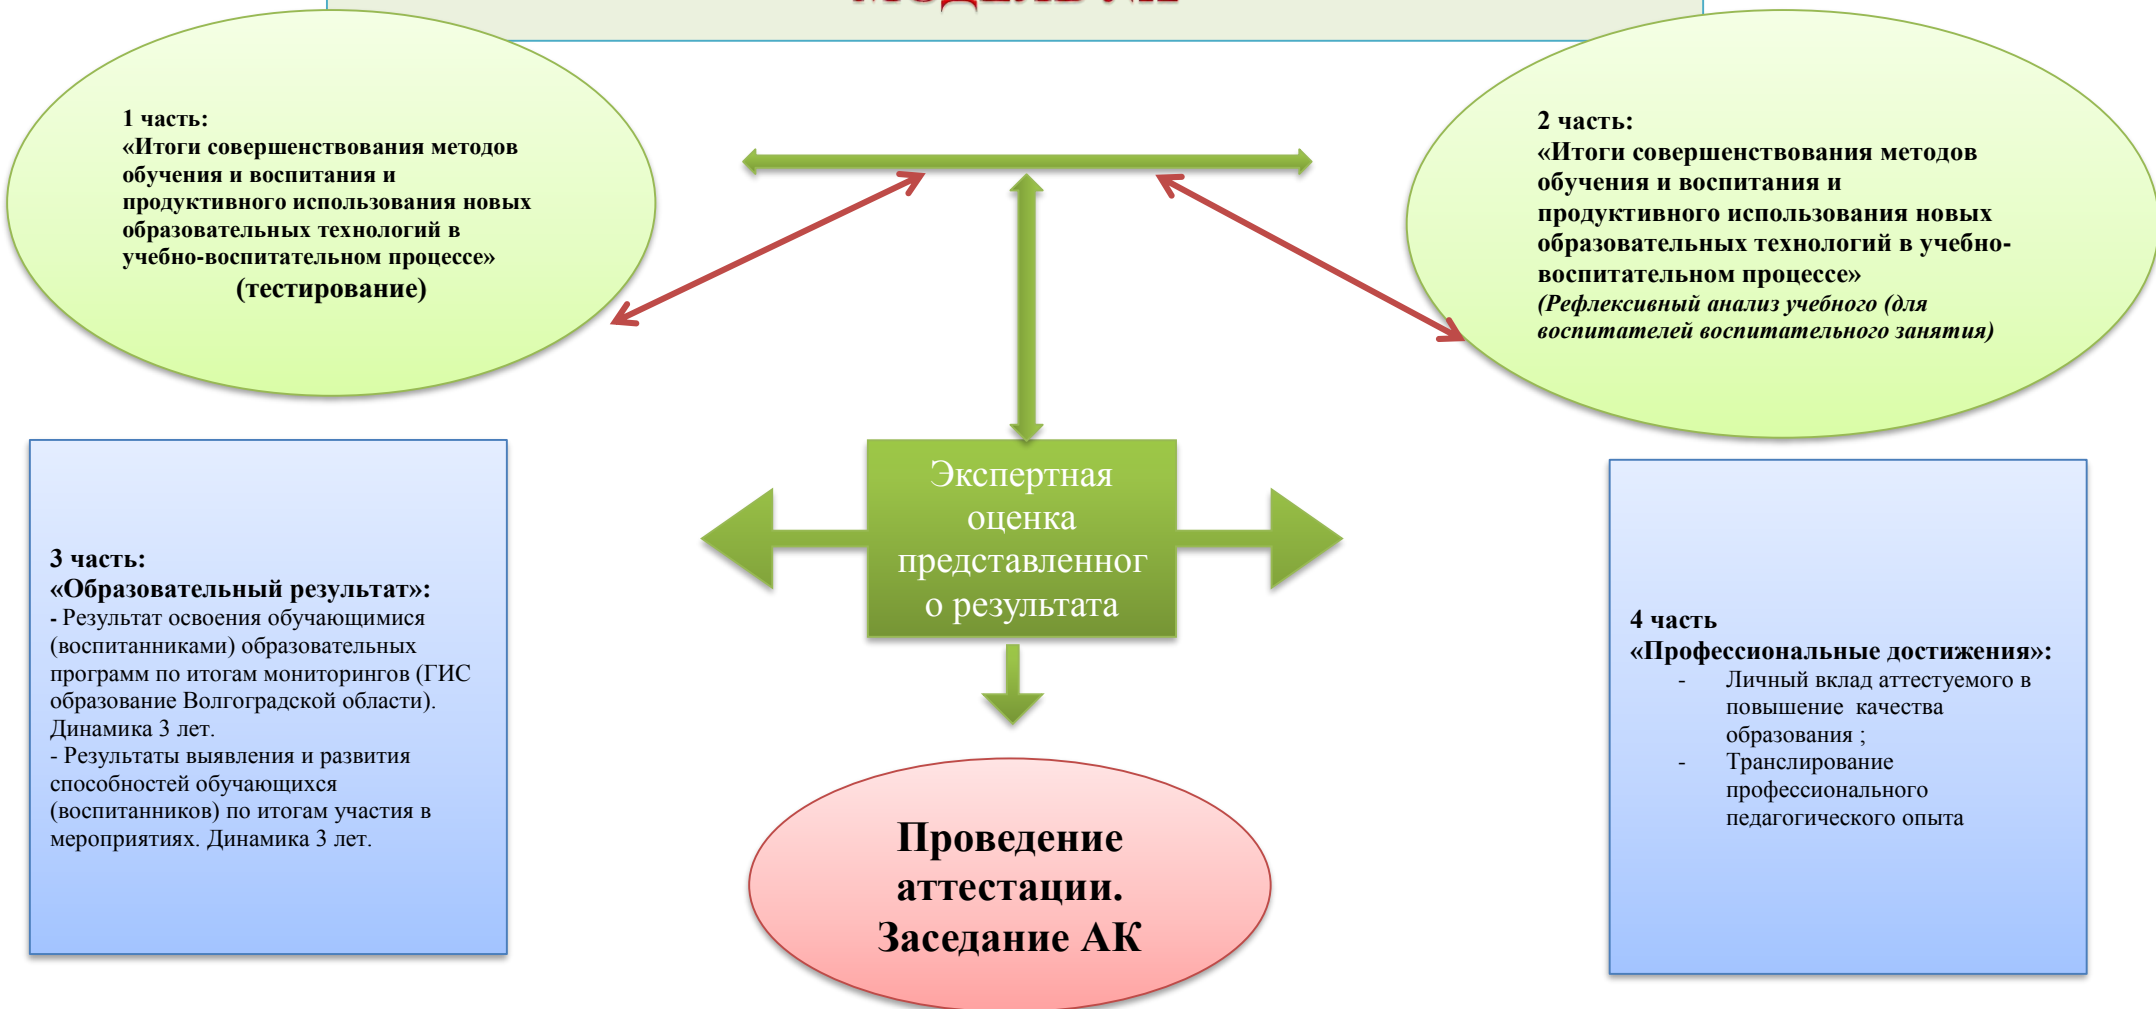 1 часть:
«Итоги совершенствования методов
обучения и воспитания и
продуктивного использования новых
образовательных технологий в
учебно-воспитательном процессе»
(тестирование)
2 часть:
«Итоги совершенствования методов
обучения и воспитания и
продуктивного использования новых
образовательных технологий в учебно-
воспитательном процессе»
(Рефлексивный анализ учебного (для
воспитателей воспитательного занятия)
Экспертная
оценка
представленног
о результата
3 часть:
«Образовательный результат»:
- Результат освоения обучающимися
(воспитанниками) образовательных
программ по итогам мониторингов (ГИС
образование Волгоградской области).
Динамика 3 лет.
- Результаты выявления и развития
способностей обучающихся
(воспитанников) по итогам участия в
мероприятиях. Динамика 3 лет.
4 часть
«Профессиональные достижения»:
- Личный вклад аттестуемого в
повышение качества
образования ;
- Транслирование
профессионального
педагогического опыта
Проведение
аттестации.
Заседание АК